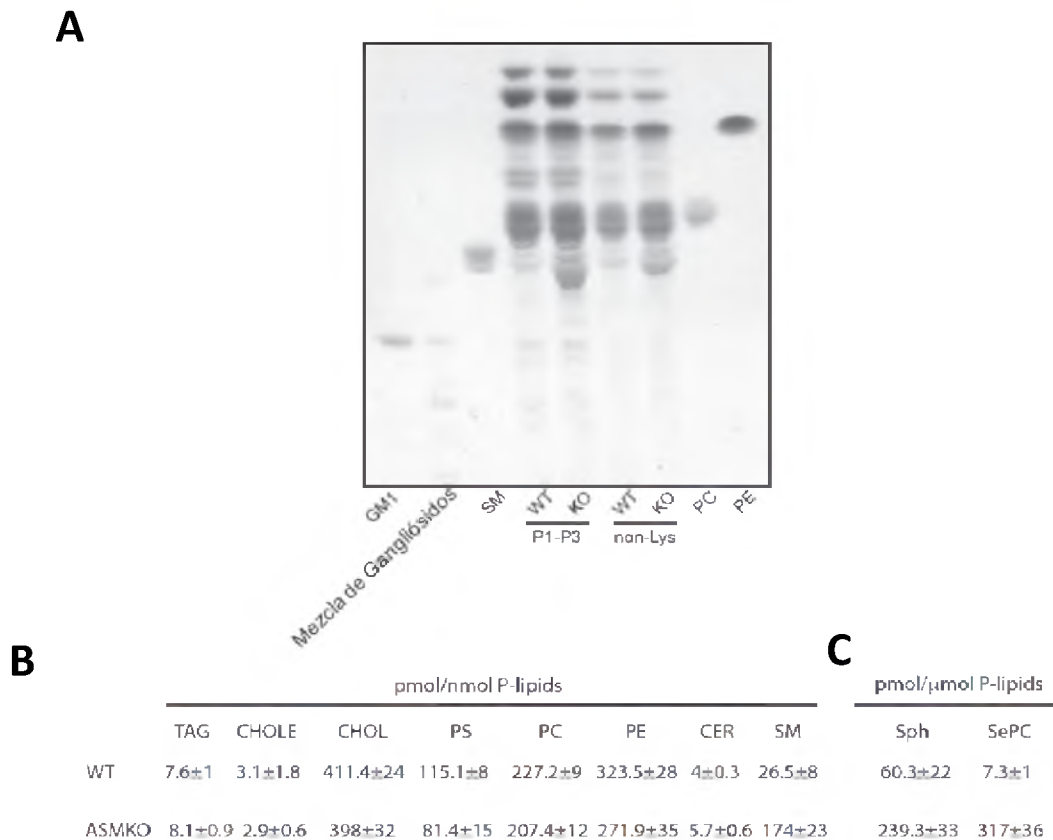 A
GM1 Mezcla de Gangliósidos SM WT KO WT KO PC PE
P1-P3 non-Lys
B
C
pmol/nmol P-lipids pmol/μmol P-lipids
TAG CHOLE CHOL PS PC PE CER SM Sph SePC
WT 7.6±1 3.1±1.8 411.4±24 115.1±8 227.2±9 323.5±28 4±0.3 26.5±8 60.3±22 7.3±1
ASMKO 8.1±0.9 2.9±0.6 398±32 81.4±15 207.4±12 271.9±35 5.7±0.6 174±23 239.3±33 317±36